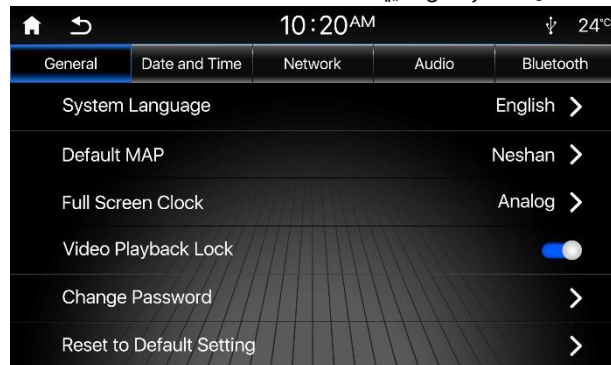 10:20AM
24°C
General Date and Time Network Audio Bluetooth
System Language English
Default MAP Neshan
Full Screen Clock Analog
Video Playback Lock
Change Password
Reset to Default Setting